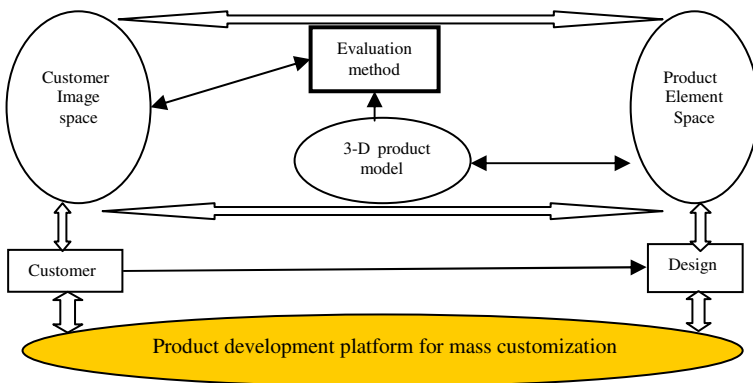 Evaluation
method
Customer
Image
space
Product
Element
Space
3-D product
model
Customer
Design
Product development platform for mass customization